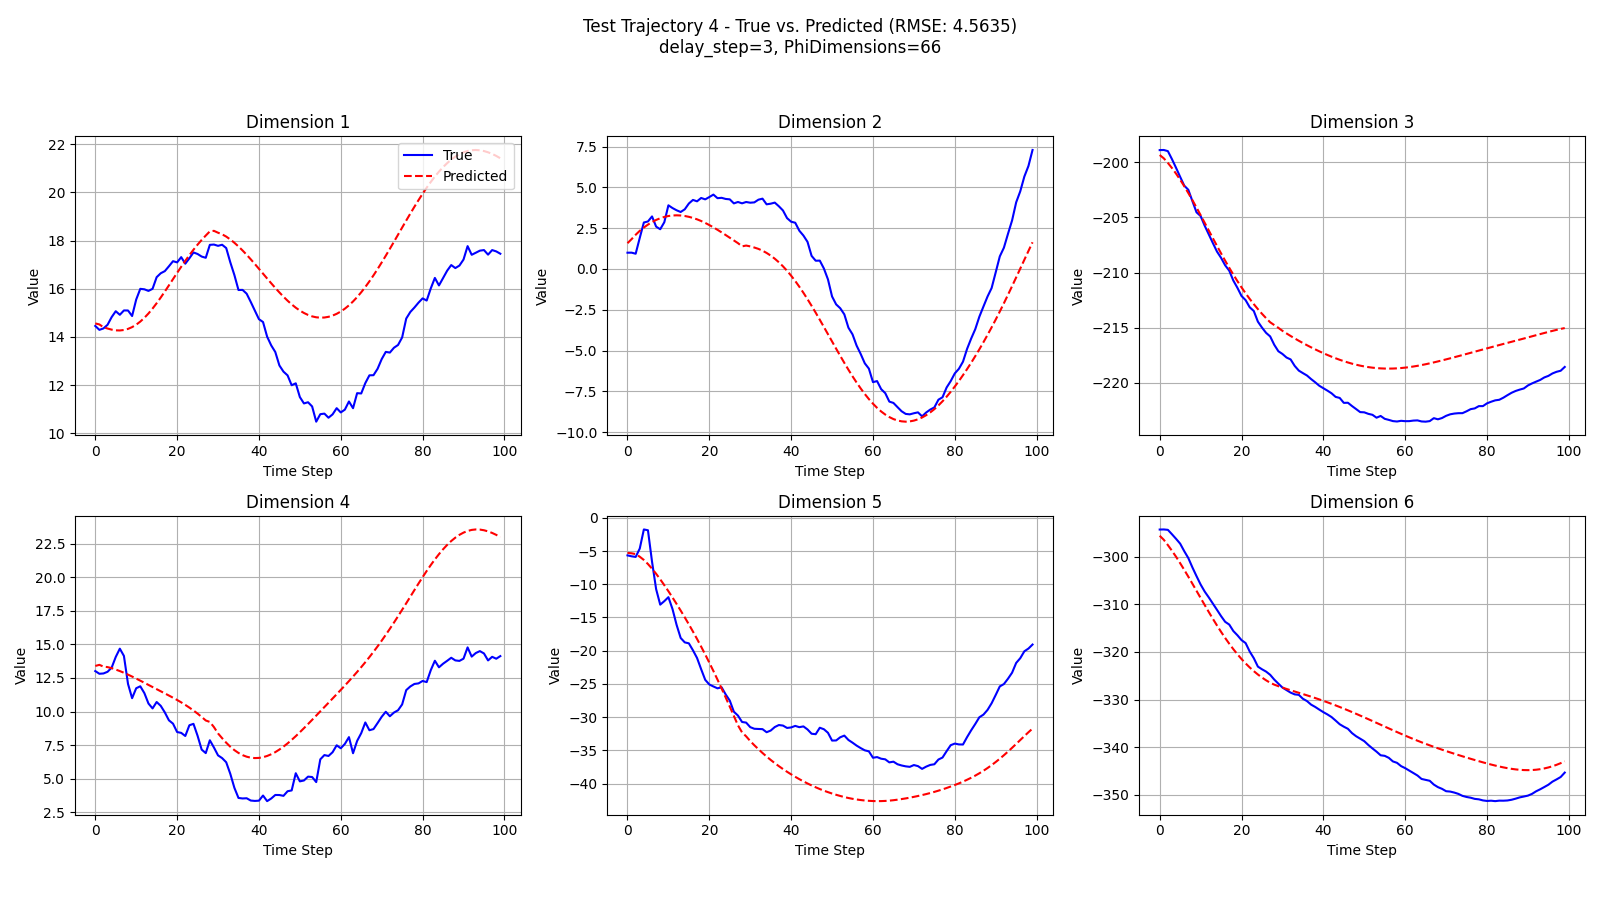 Test Trajectory 4 - True vs. Predicted (RMSE: 4.5635)
delay_step=3, PhiDimensions=66
Dimension 1
22
20
18
16
14
12
10
Value
0 20 40 60 80 100
Time Step
True
Predicted
Dimension 2
7.5
5.0
2.5
0.0
−2.5
−5.0
−7.5
−10.0
Value
0 20 40 60 80 100
Time Step
Dimension 3
−200
−205
−210
−215
−220
Value
0 20 40 60 80 100
Time Step
Dimension 4
22.5
20.0
17.5
15.0
12.5
10.0
7.5
5.0
2.5
Value
0 20 40 60 80 100
Time Step
Dimension 5
0
−5
−10
−15
−20
−25
−30
−35
−40
Value
0 20 40 60 80 100
Time Step
Dimension 6
−300
−310
−320
−330
−340
−350
Value
0 20 40 60 80 100
Time Step